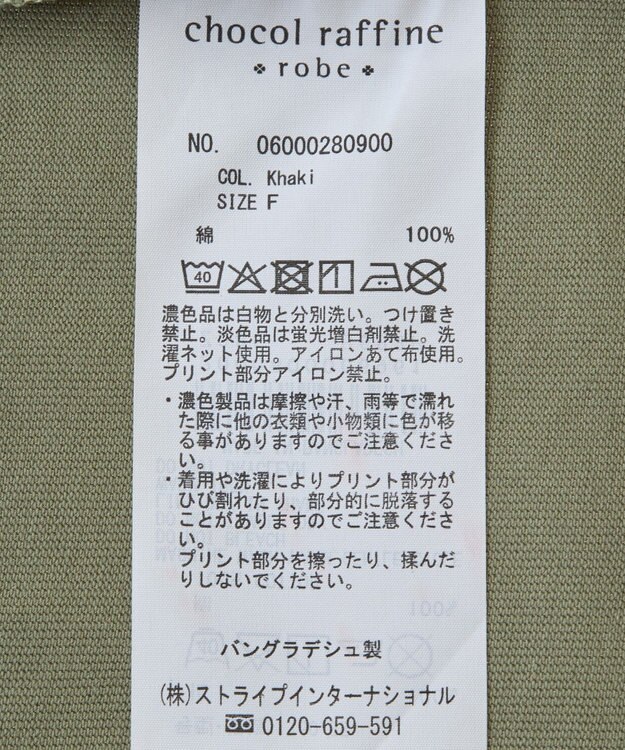 chocol raffine
robe
NO. 06000280900
COL. Khaki
SIZE F
綿 100%
40
濃色品は白物と分別洗い。つけ置き
禁止。淡色品は蛍光増白剤禁止。洗
濯ネット使用。アイロンあて布使用。
プリント部分アイロン禁止。
・濃色製品は摩擦や汗、雨等で濡れ
た際に他の衣類や小物類に色が移
る事がありますのでご注意くださ
い。
・着用や洗濯によりプリント部分が
ひび割れたり、部分的に脱落する
ことがありますのでご注意くださ
い。
プリント部分を擦ったり、揉んだ
りしないでください。
バングラデシュ製
(株)ストライプインターナショナル
0120-659-591